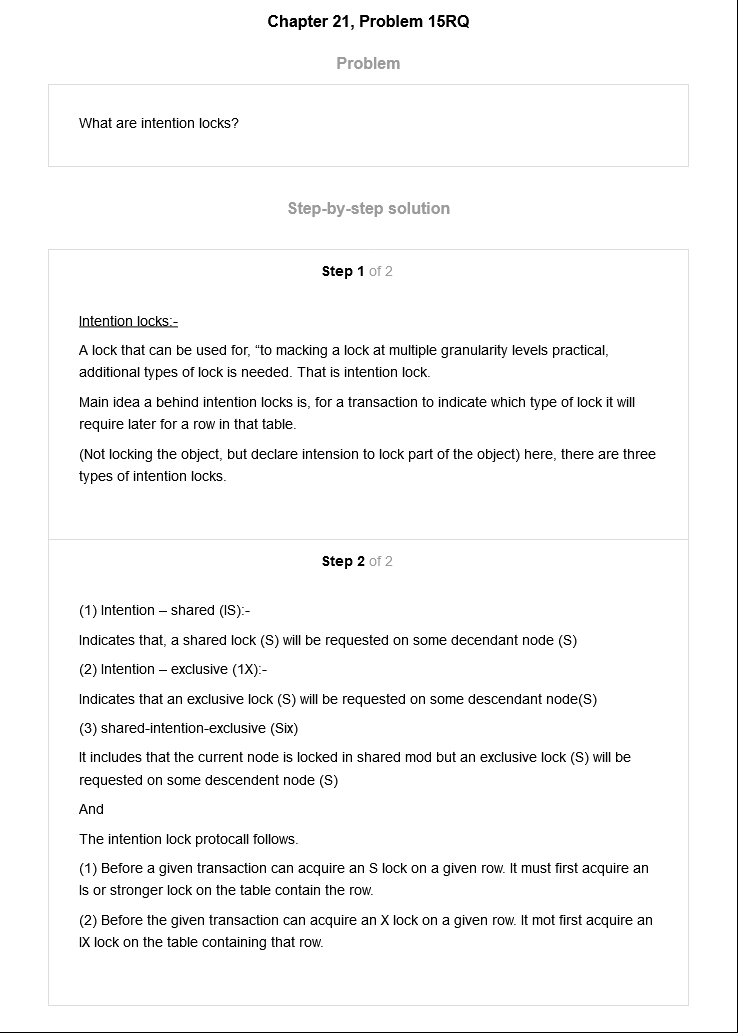 Chapter 21, Problem 15RQ
Problem
What are intention locks?
Step-by-step solution
Step 1 of 2
Intention locks:-
A lock that can be used for, “to macking a lock at multiple granularity levels practical,
additional types of lock is needed. That is intention lock.
Main idea a behind intention locks is, for a transaction to indicate which type of lock it will
require later for a row in that table.
(Not locking the object, but declare intension to lock part of the object) here, there are three
types of intention locks.
Step 2 of 2
(1) Intention – shared (IS):-
Indicates that, a shared lock (S) will be requested on some decendant node (S)
(2) Intention – exclusive (1X):-
Indicates that an exclusive lock (S) will be requested on some descendant node(S)
(3) shared-intention-exclusive (Six)
It includes that the current node is locked in shared mod but an exclusive lock (S) will be
requested on some descendent node (S)
And
The intention lock protocall follows.
(1) Before a given transaction can acquire an S lock on a given row. It must first acquire an
Is or stronger lock on the table contain the row.
(2) Before the given transaction can acquire an X lock on a given row. It mot first acquire an
IX lock on the table containing that row.